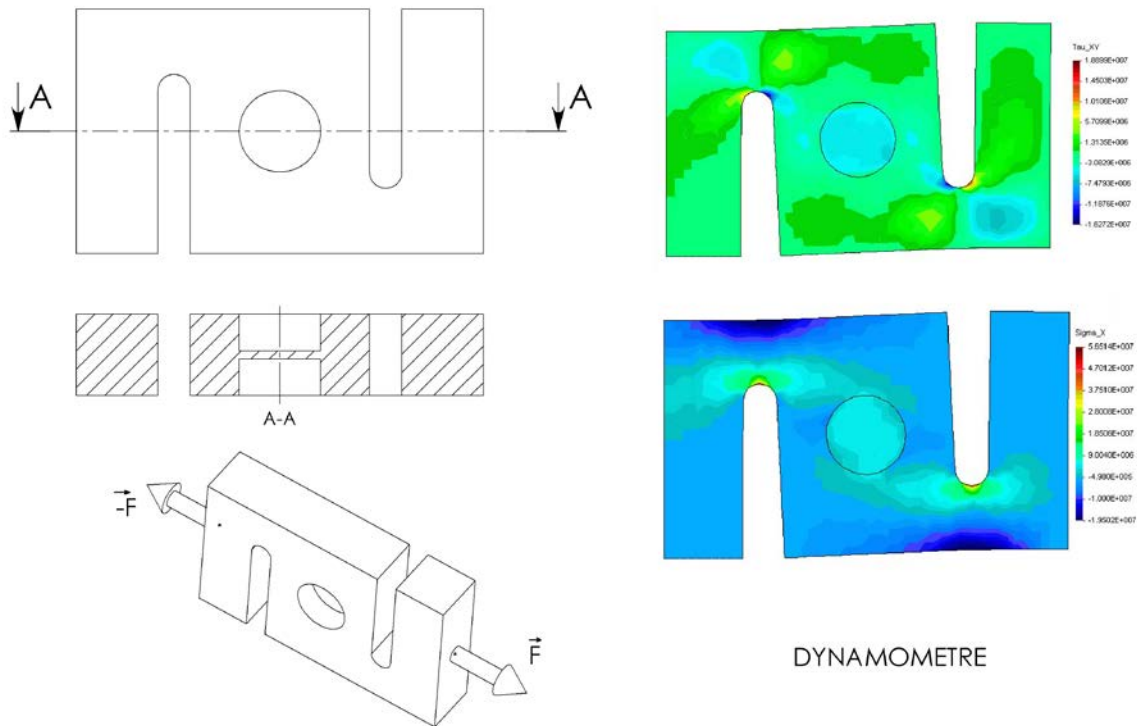 A
A
A-A
-F
F
Tau_XY
1.8899E+007
1.4503E+007
1.0106E+007
5.7099E+006
1.3135E+006
-3.0829E+006
-7.4793E+006
-1.1876E+007
-1.6272E+007
Sigma_X
5.6514E+007
4.7012E+007
3.7510E+007
2.8008E+007
1.8506E+007
9.0040E+006
-4.980E+005
-1.000E+007
-1.9502E+007
DYNAMOMETRE